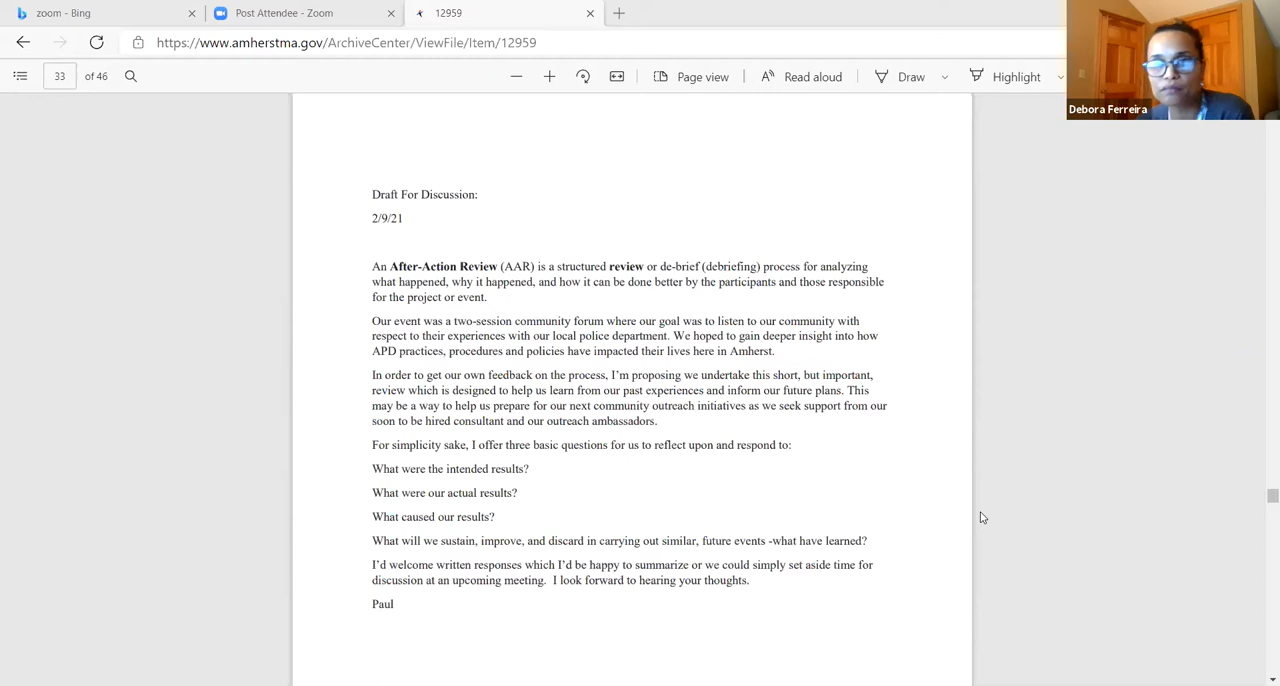 zoom - Bing
Post Attendee - Zoom
12959
https://www.amherstma.gov/ArchiveCenter/ViewFile/Item/12959
33 of 46
Page view
Read aloud
Draw
Highlight
Debora Ferreira
Draft For Discussion:
2/9/21
An After-Action Review (AAR) is a structured review or de-brief (debriefing) process for analyzing
what happened, why it happened, and how it can be done better by the participants and those responsible
for the project or event.
Our event was a two-session community forum where our goal was to listen to our community with
respect to their experiences with our local police department. We hoped to gain deeper insight into how
APD practices, procedures and policies have impacted their lives here in Amherst.
In order to get our own feedback on the process, I’m proposing we undertake this short, but important,
review which is designed to help us learn from our past experiences and inform our future plans. This
may be a way to help us prepare for our next community outreach initiatives as we seek support from our
soon to be hired consultant and our outreach ambassadors.
For simplicity sake, I offer three basic questions for us to reflect upon and respond to:
What were the intended results?
What were our actual results?
What caused our results?
What will we sustain, improve, and discard in carrying out similar, future events -what have learned?
I’d welcome written responses which I’d be happy to summarize or we could simply set aside time for
discussion at an upcoming meeting. I look forward to hearing your thoughts.
Paul